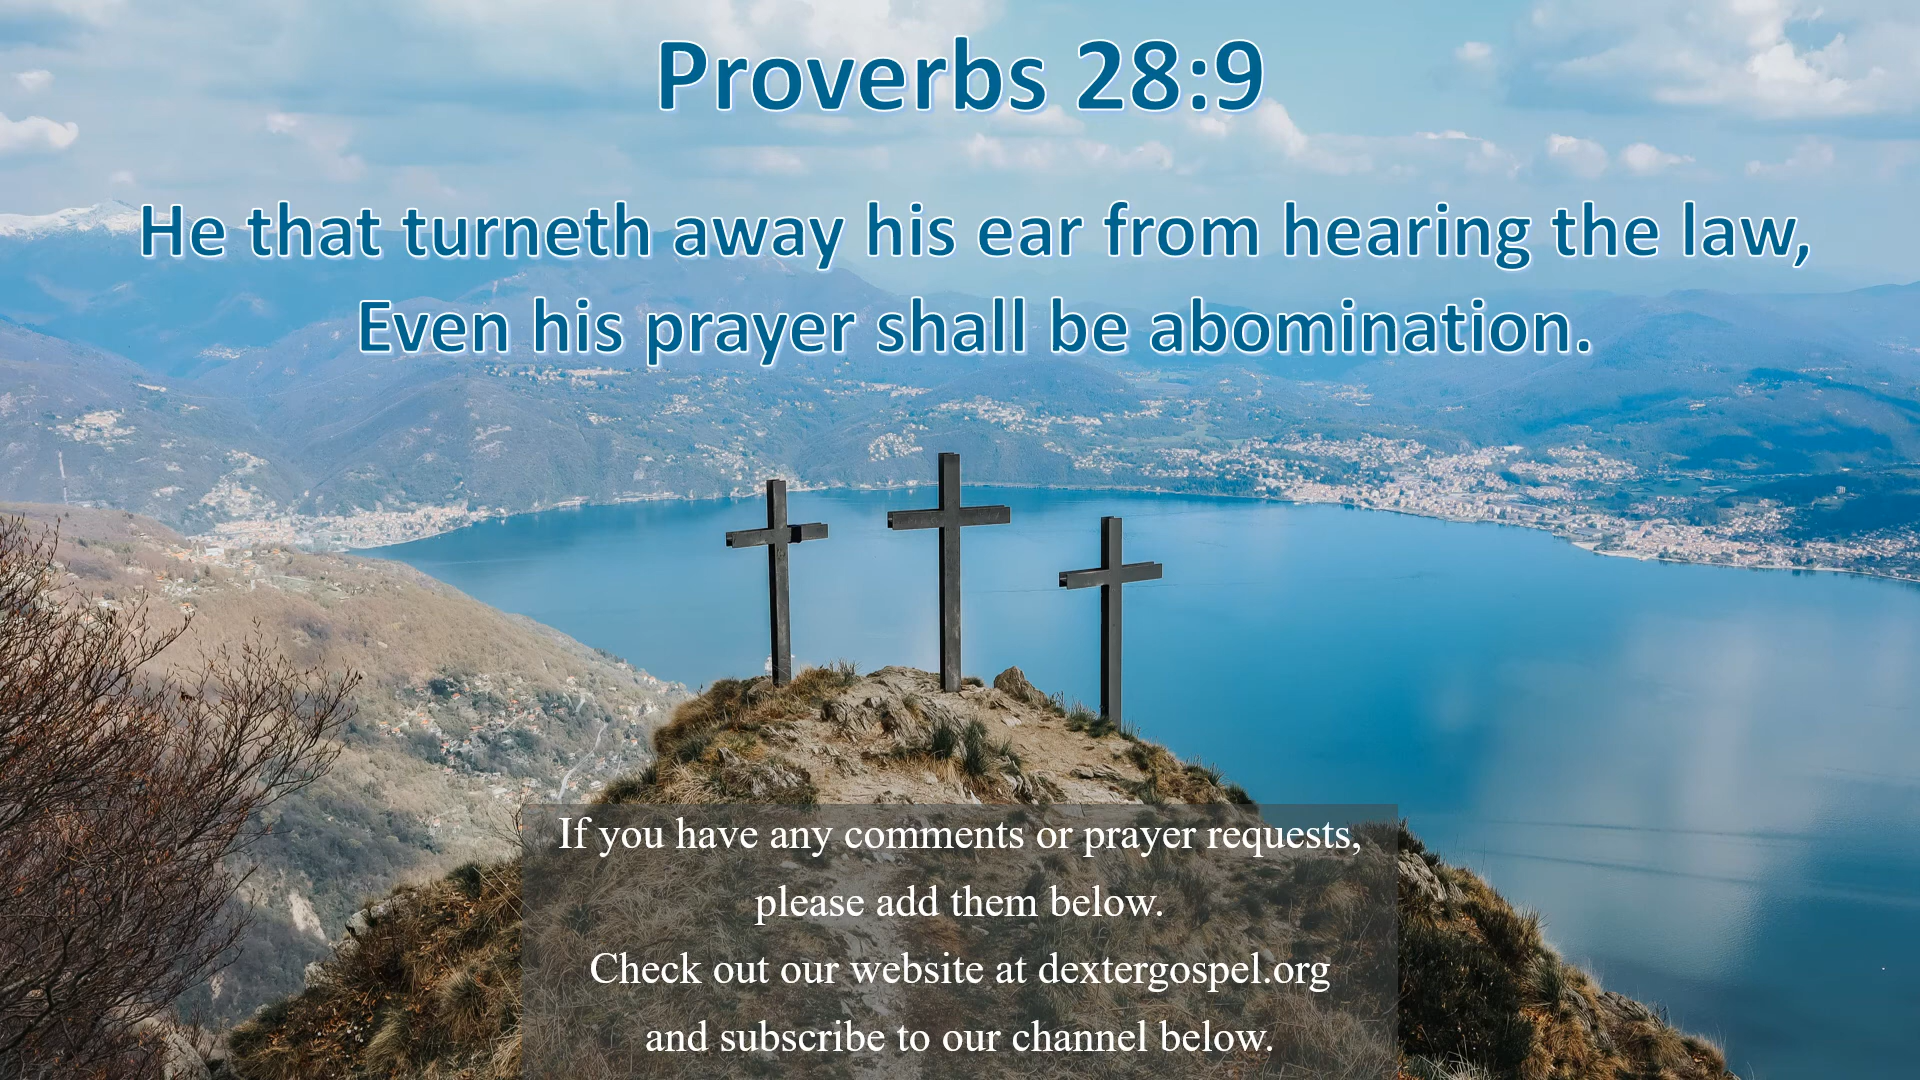 Proverbs 28:9
He that turneth away his ear from hearing the law,
Even his prayer shall be abomination.
If you have any comments or prayer requests,
please add them below.
Check out our website at dextergospel.org
and subscribe to our channel below.